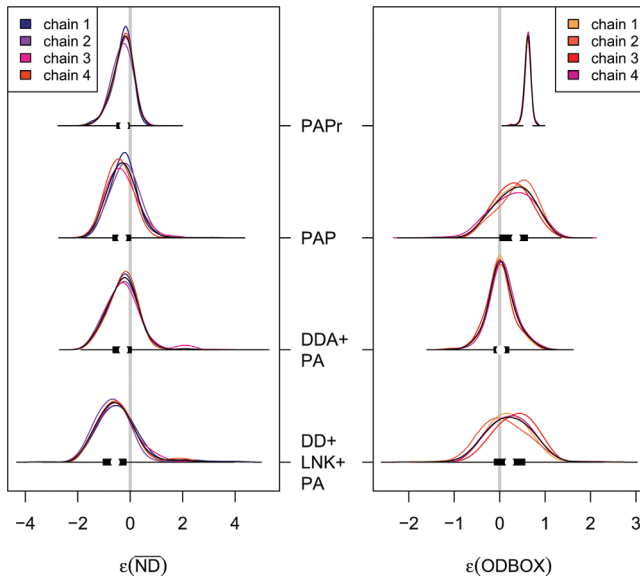 chain 1
chain 2
chain 3
chain 4
chain 1
chain 2
chain 3
chain 4
PAPr
PAP
DDA+
PA
DD+
LNK+
PA
−4 −2 0 2 4
−2 −1 0 1 2 3
ε(N̅D̅)
ε(ODBOX)